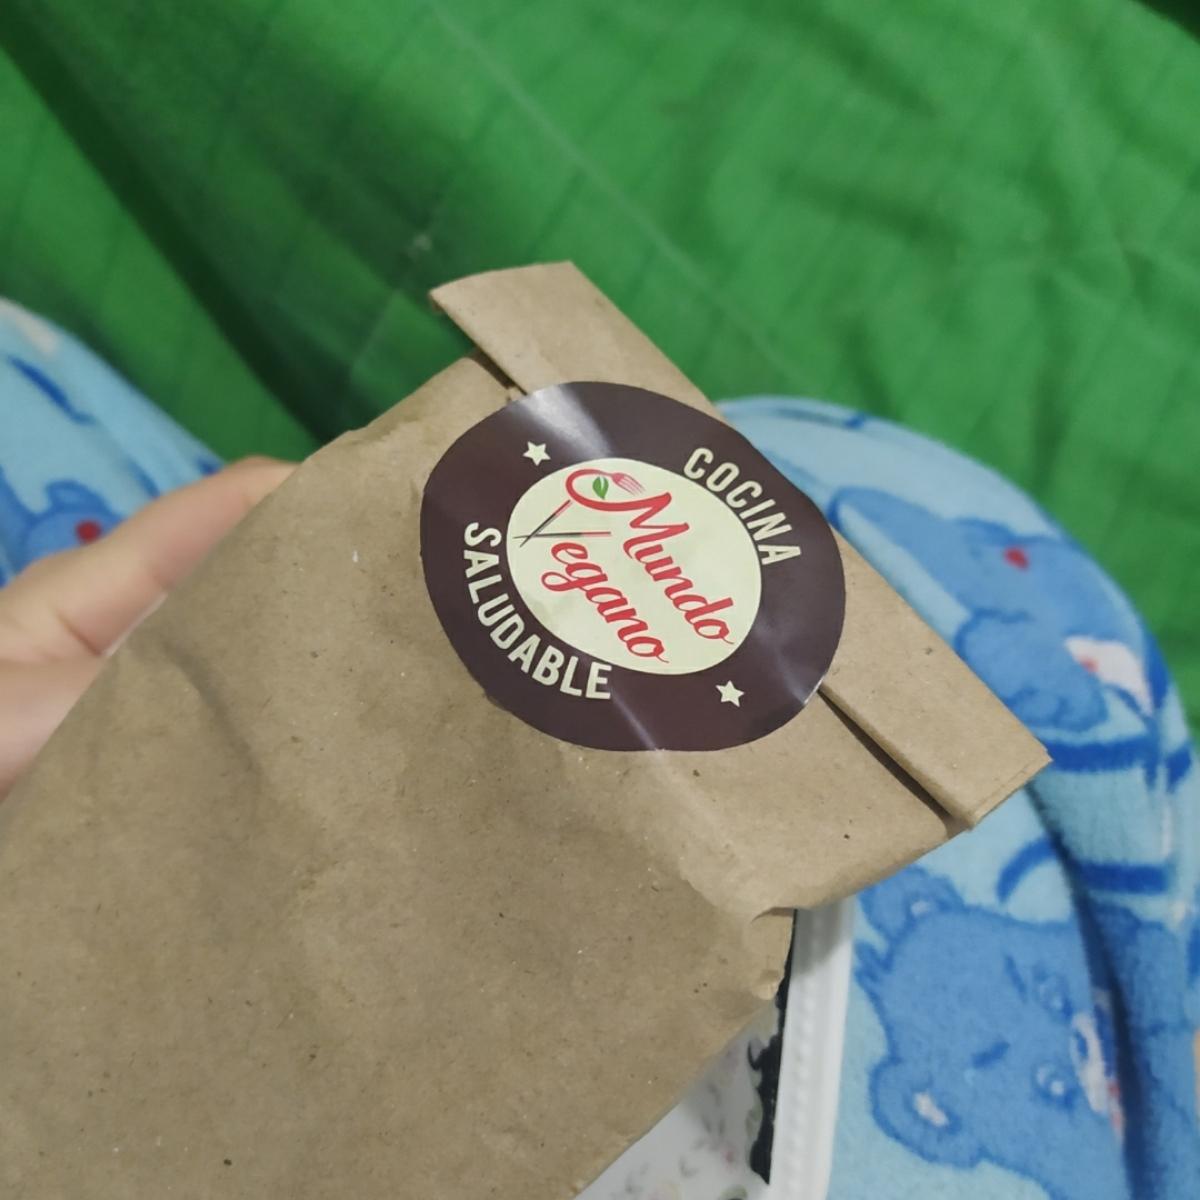 COCINA
Mundo
Vegano
SALUDABLE